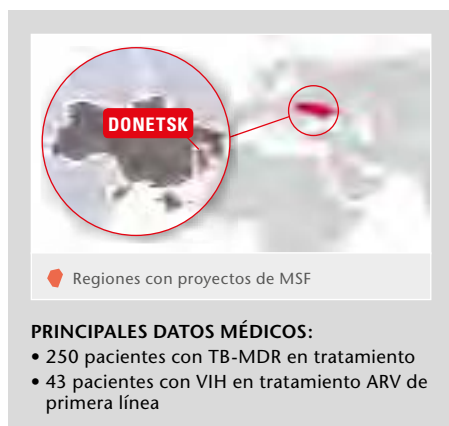 DONETSK
Regiones con proyectos de MSF
PRINCIPALES DATOS MÉDICOS:
• 250 pacientes con TB-MDR en tratamiento
• 43 pacientes con VIH en tratamiento ARV de
primera línea